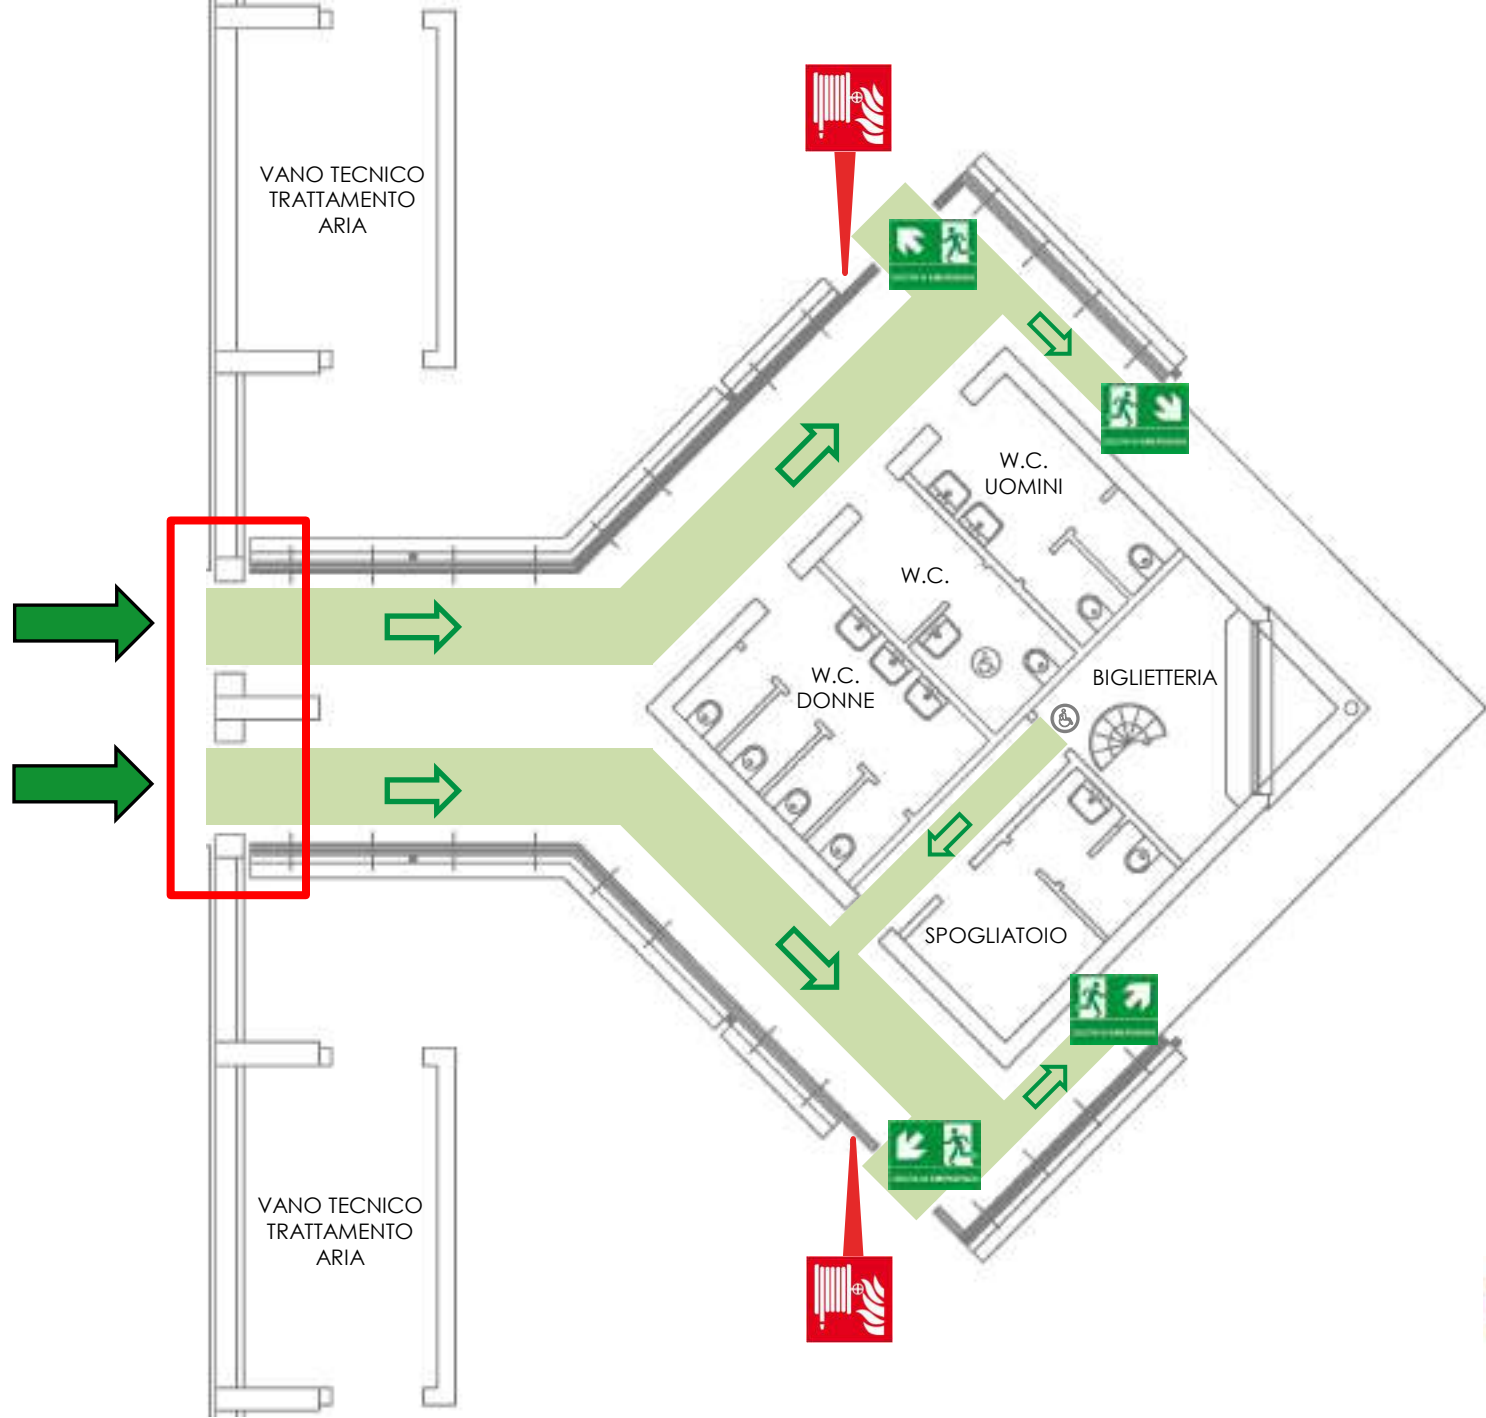 VANO TECNICO
TRATTAMENTO
ARIA
W.C.
UOMINI
W.C.
W.C.
DONNE
BIGLIETTERIA
SPOGLIATOIO
VANO TECNICO
TRATTAMENTO
ARIA